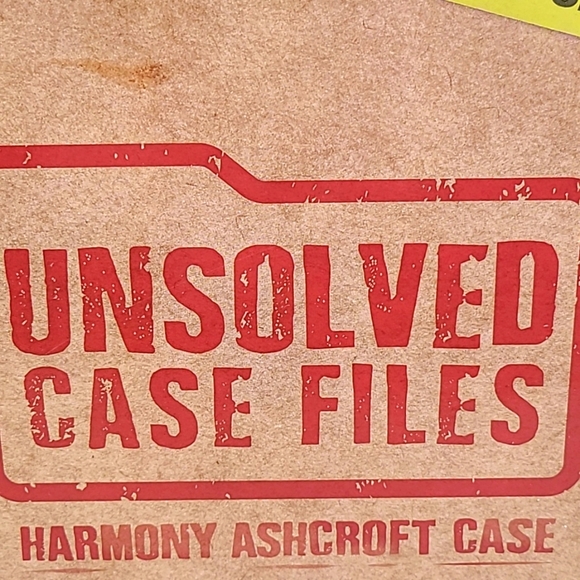 UNSOLVED
CASE FILES
HARMONY ASHCROFT CASE